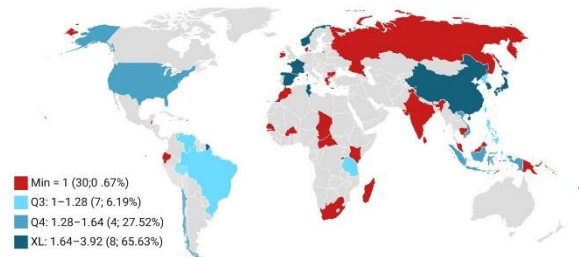 Min = 1 (30;0 .67%)
Q3: 1–1.28 (7; 6.19%)
Q4: 1.28–1.64 (4; 27.52%)
XL: 1.64–3.92 (8; 65.63%)